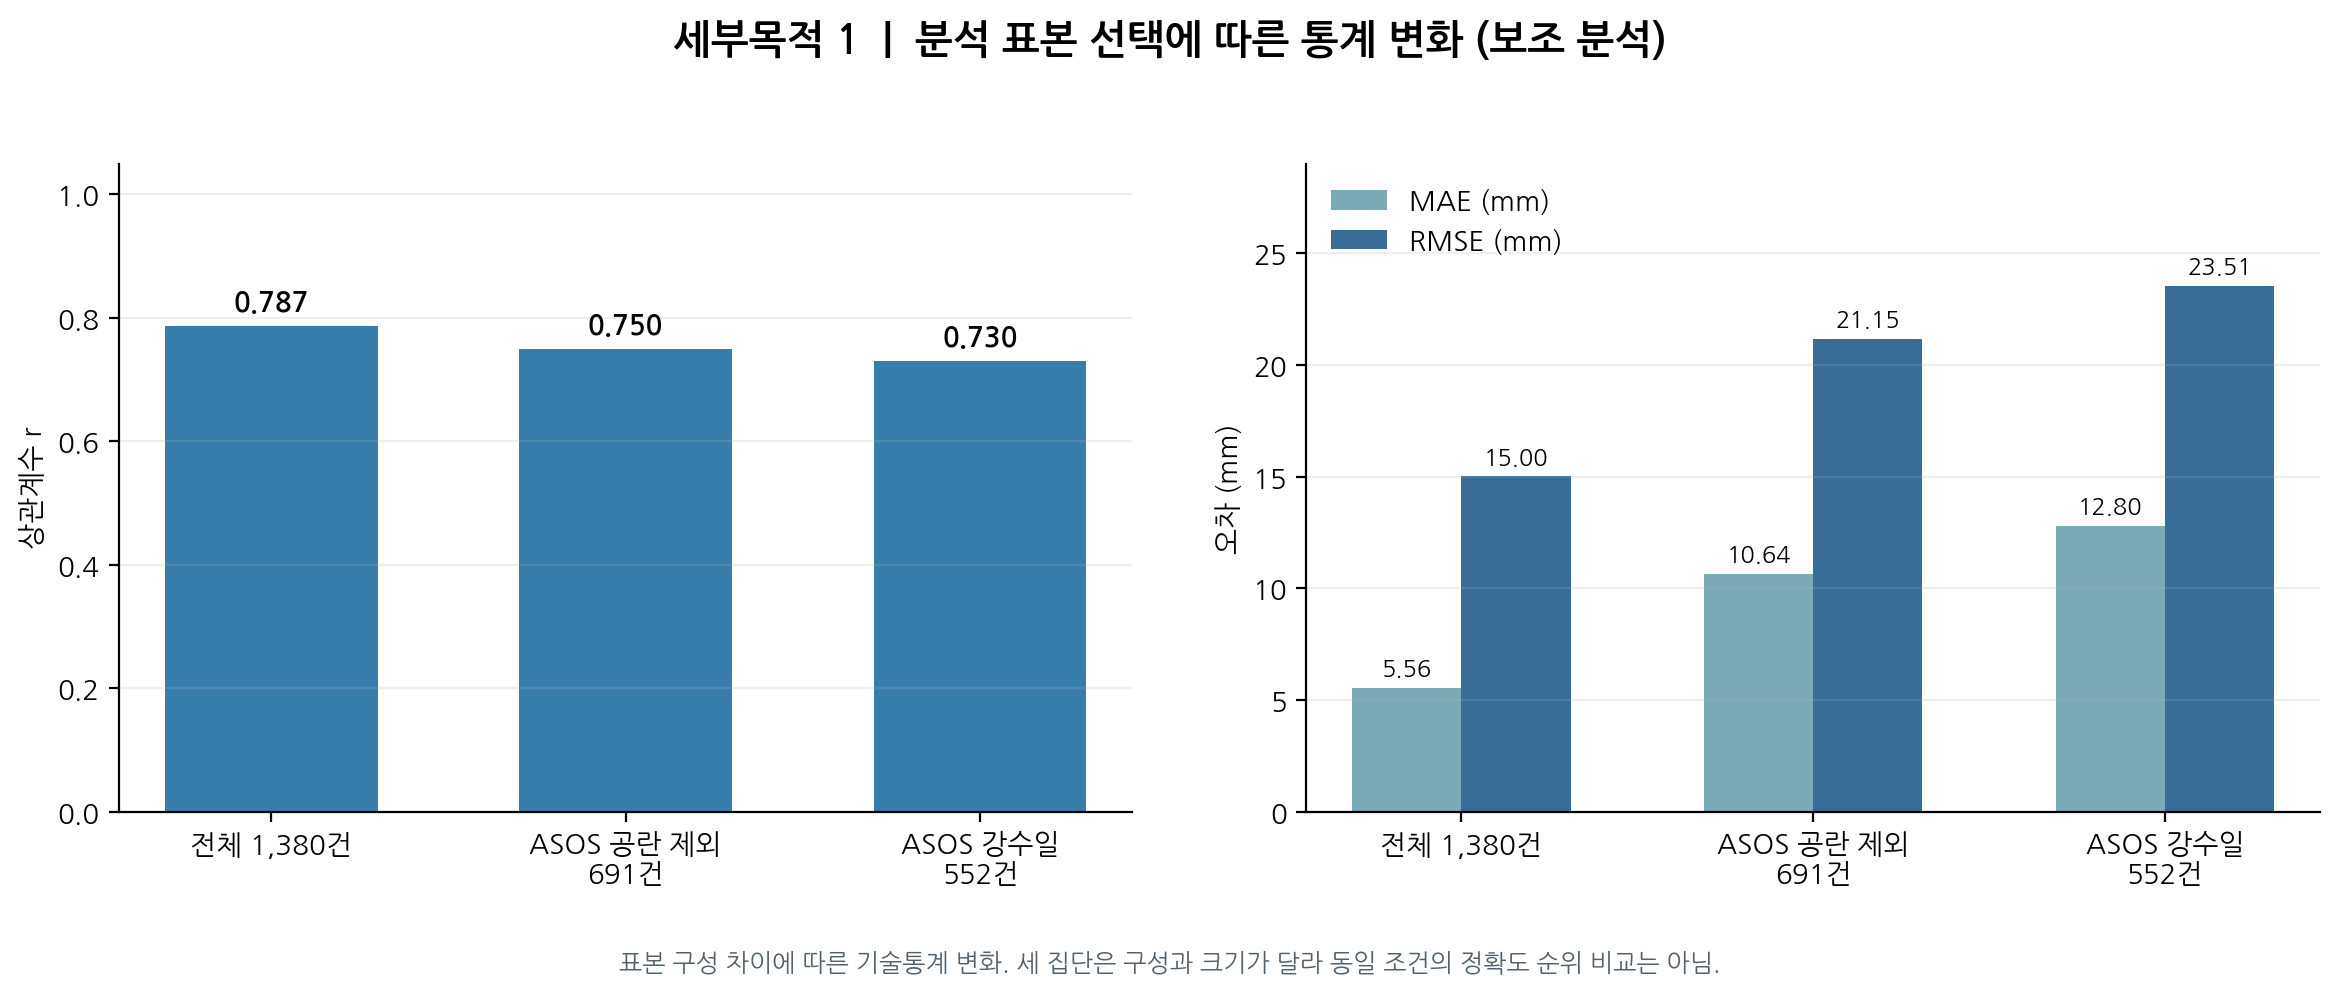 세부목적 1 | 분석 표본 선택에 따른 통계 변화 (보조 분석)
상관계수 r
1.0
0.8
0.6
0.4
0.2
0.0
0.787
0.750
0.730
전체 1,380건
ASOS 공란 제외
691건
ASOS 강수일
552건
오차 (mm)
25
20
15
10
5
0
MAE (mm)
RMSE (mm)
5.56
15.00
10.64
21.15
12.80
23.51
전체 1,380건
ASOS 공란 제외
691건
ASOS 강수일
552건
표본 구성 차이에 따른 기술통계 변화. 세 집단은 구성과 크기가 달라 동일 조건의 정확도 순위 비교는 아님.